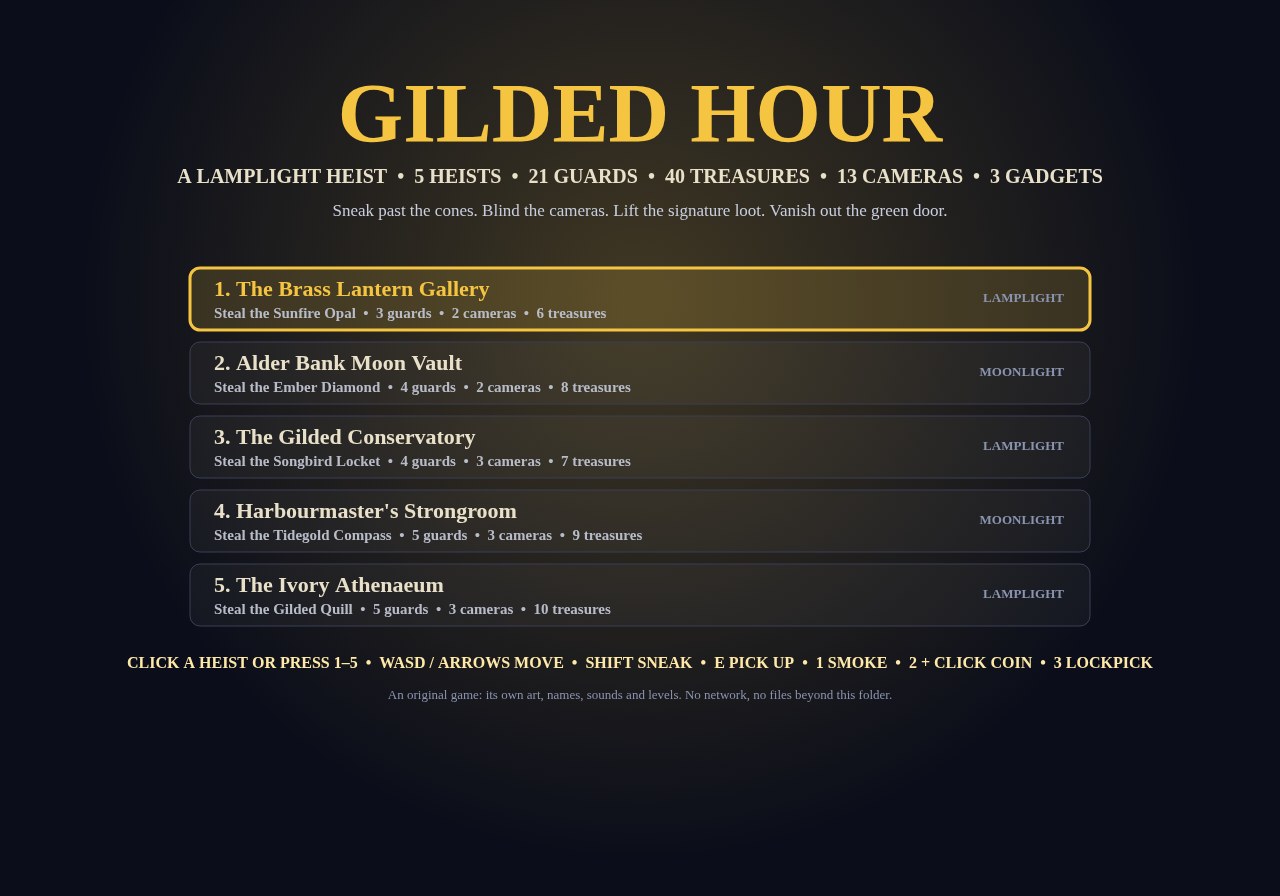 GILDED HOUR
A LAMPLIGHT HEIST • 5 HEISTS • 21 GUARDS • 40 TREASURES • 13 CAMERAS • 3 GADGETS
Sneak past the cones. Blind the cameras. Lift the signature loot. Vanish out the green door.
1. The Brass Lantern Gallery
Steal the Sunfire Opal • 3 guards • 2 cameras • 6 treasures
LAMPLIGHT
2. Alder Bank Moon Vault
Steal the Ember Diamond • 4 guards • 2 cameras • 8 treasures
MOONLIGHT
3. The Gilded Conservatory
Steal the Songbird Locket • 4 guards • 3 cameras • 7 treasures
LAMPLIGHT
4. Harbourmaster's Strongroom
Steal the Tidegold Compass • 5 guards • 3 cameras • 9 treasures
MOONLIGHT
5. The Ivory Athenaeum
Steal the Gilded Quill • 5 guards • 3 cameras • 10 treasures
LAMPLIGHT
CLICK A HEIST OR PRESS 1–5 • WASD / ARROWS MOVE • SHIFT SNEAK • E PICK UP • 1 SMOKE • 2 + CLICK COIN • 3 LOCKPICK
An original game: its own art, names, sounds and levels. No network, no files beyond this folder.